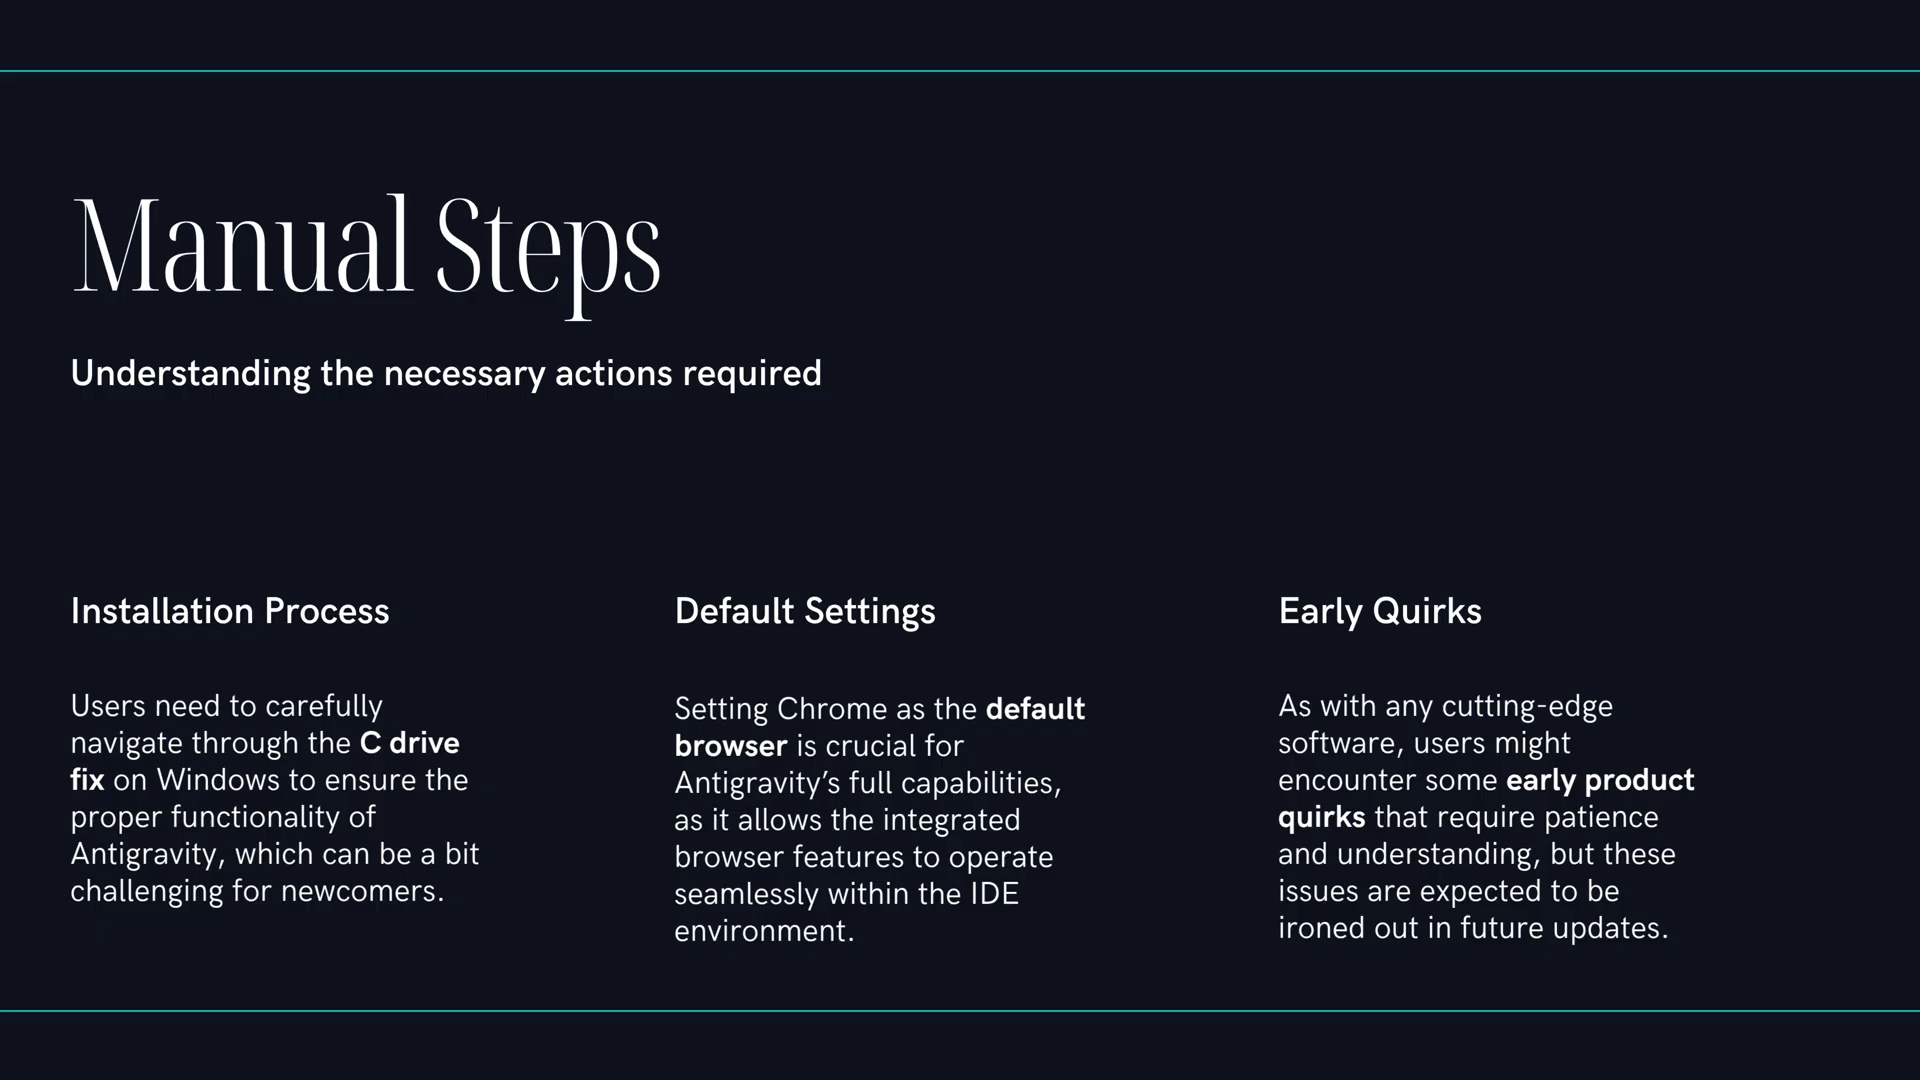 Manual Steps
Understanding the necessary actions required
Installation Process
Users need to carefully
navigate through the C drive
fix on Windows to ensure the
proper functionality of
Antigravity, which can be a bit
challenging for newcomers.
Default Settings
Setting Chrome as the default
browser is crucial for
Antigravity’s full capabilities,
as it allows the integrated
browser features to operate
seamlessly within the IDE
environment.
Early Quirks
As with any cutting-edge
software, users might
encounter some early product
quirks that require patience
and understanding, but these
issues are expected to be
ironed out in future updates.